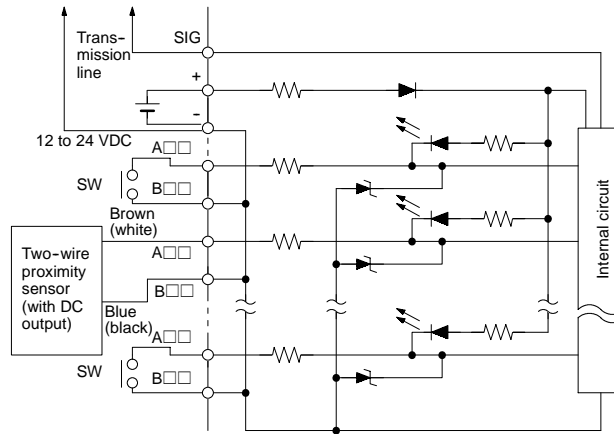 Trans-
mission
line
SIG
+
-
12 to 24 VDC
A□□
SW
B□□
Brown
(white)
A□□
Two-wire
proximity
sensor
(with DC
output)
B□□
Blue
(black)
A□□
SW
B□□
Internal circuit